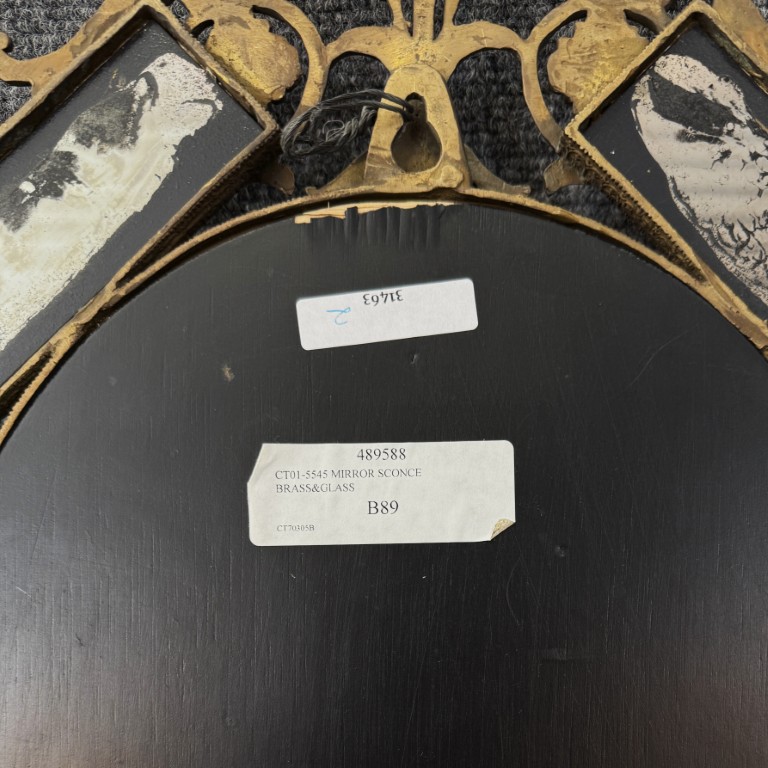 31463
2
489588
CT01-5545 MIRROR SCONCE
BRASS&GLASS
B89
CT70305B